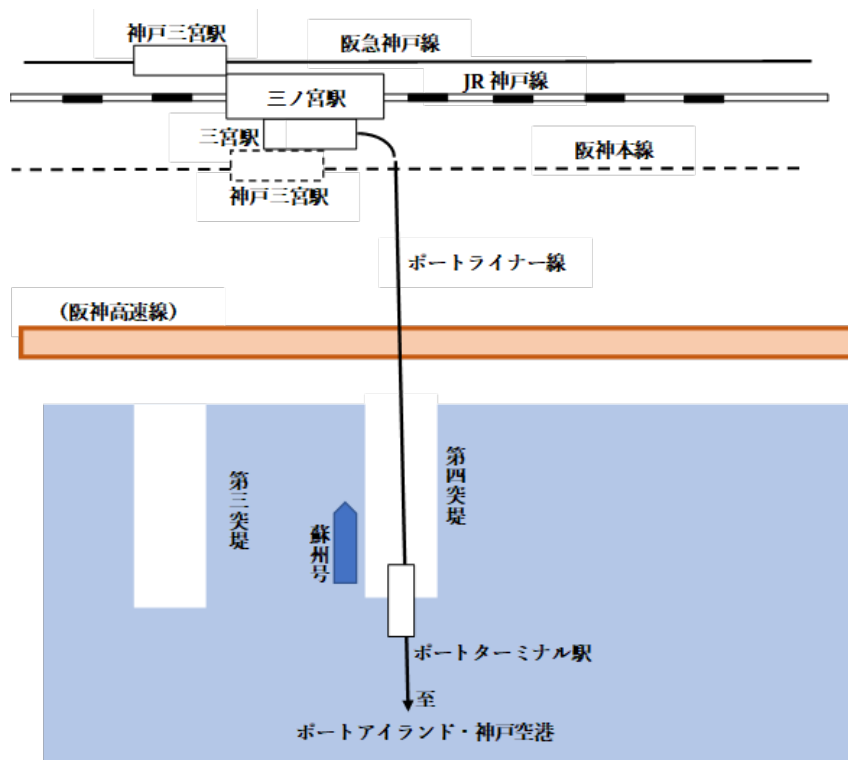 神戸三宮駅
阪急神戸線
JR 神戸線
三ノ宮駅
三宮駅
阪神本線
神戸三宮駅
ポートライナー線
（阪神高速線）
第三突堤
蘇州号
第四突堤
ポートターミナル駅
至
ポートアイランド・神戸空港